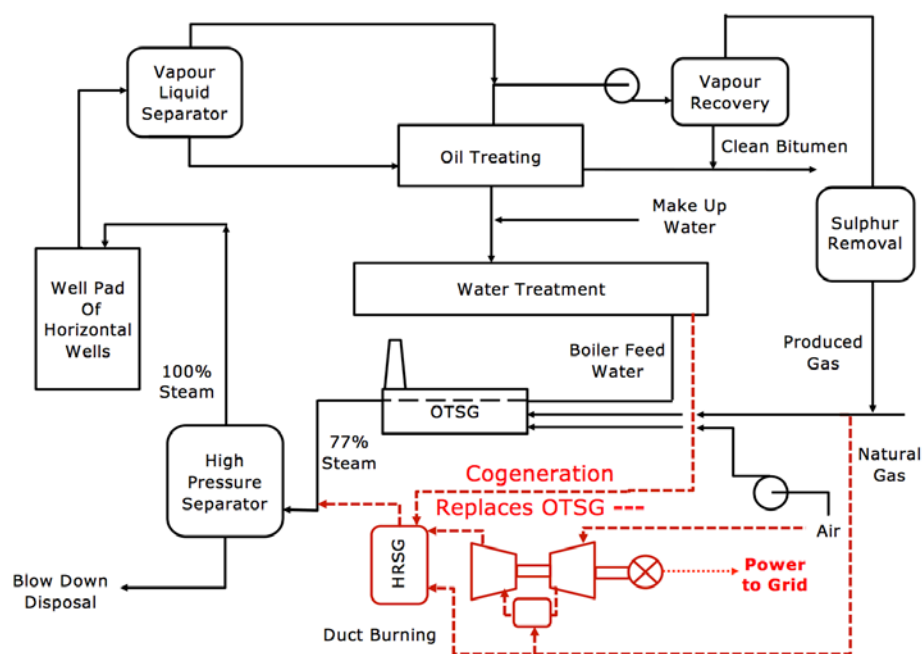 Vapour
Liquid
Separator
Vapour
Recovery
Oil Treating
Clean Bitumen
Make Up
Water
Sulphur
Removal
Well Pad
Of
Horizontal
Wells
Water Treatment
Boiler Feed
Water
Produced
Gas
100%
Steam
OTSG
77%
Steam
Natural
Gas
High
Pressure
Separator
Cogeneration
Replaces OTSG ---
Air
HRSG
Power
to Grid
Blow Down
Disposal
Duct Burning